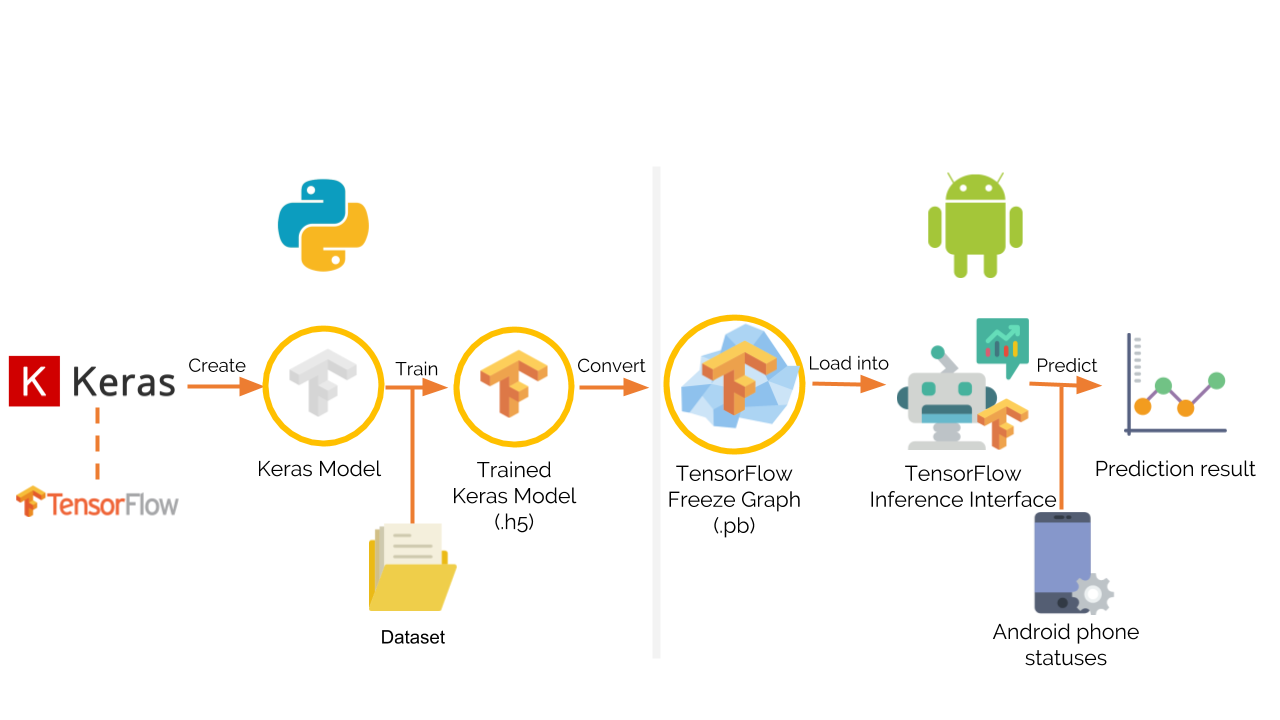 Create
Train
Convert
Load into
Predict
K Keras
TensorFlow
Keras Model
Trained
Keras Model
(.h5)
TensorFlow
Freeze Graph
(.pb)
TensorFlow
Inference Interface
Prediction result
Dataset
Android phone
statuses